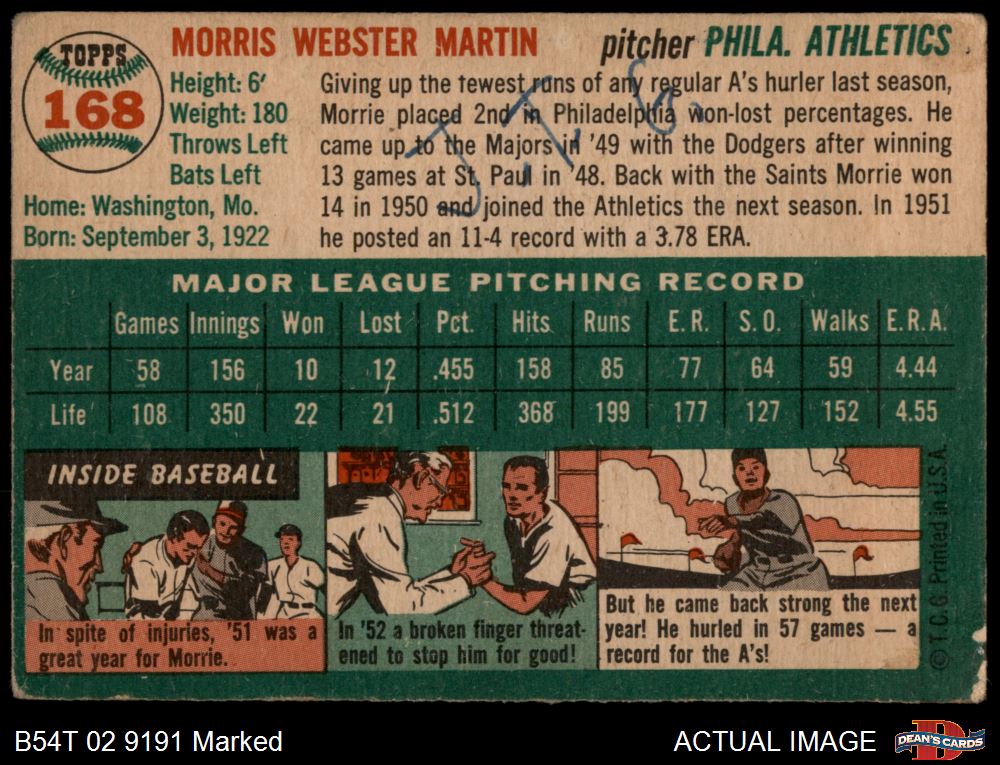 TOPPS
168
MORRIS WEBSTER MARTIN pitcher PHILA. ATHLETICS
Height: 6'
Weight: 180
Throws Left
Bats Left
Home: Washington, Mo.
Born: September 3, 1922
Giving up the fewest runs of any regular A's hurler last season,
Morrie placed 2nd in Philadelphia won-lost percentages. He
came up to the Majors in '49 with the Dodgers after winning
13 games at St. Paul in '48. Back with the Saints Morrie won
14 in 1950 and joined the Athletics the next season. In 1951
he posted an 11-4 record with a 3.78 ERA.
J.T.G.
MAJOR LEAGUE PITCHING RECORD
Games Innings Won Lost Pct. Hits Runs E.R. S.O. Walks E.R.A.
Year 58 156 10 12 .455 158 85 77 64 59 4.44
Life 108 350 22 21 .512 368 199 177 127 152 4.55
INSIDE BASEBALL
In spite of injuries, '51 was a
great year for Morrie.
In '52 a broken finger threat-
ened to stop him for good!
But he came back strong the next
year! He hurled in 57 games — a
record for the A's!
© T.C.G. Printed in U.S.A.
B54T 02 9191 Marked
ACTUAL IMAGE
DEAN'S CARDS